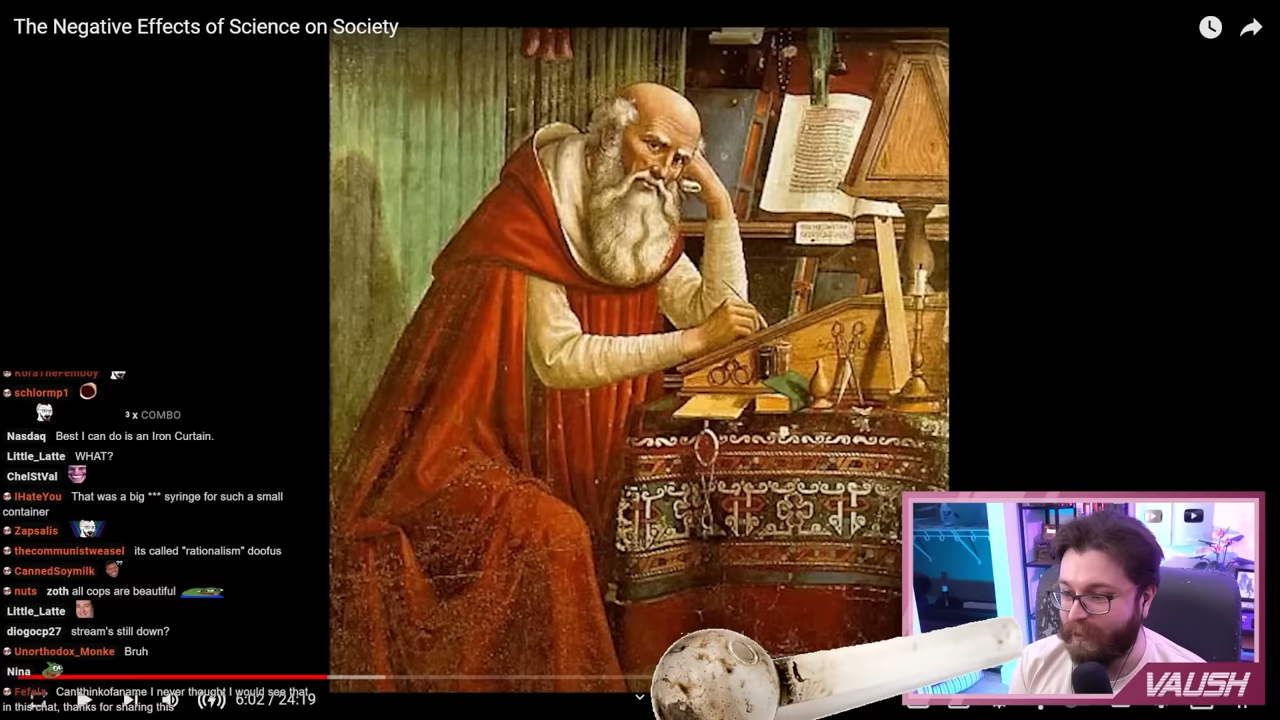 The Negative Effects of Science on Society
KoraTheFemboy
schlormp1
3 x COMBO
Nasdaq Best I can do is an Iron Curtain.
Little_Latte WHAT?
ChelStVal
IHateYou That was a big *** syringe for such a small
container
Zapsalis
thecommunistweasel its called "rationalism" doofus
CannedSoymilk
nuts zoth all cops are beautiful
Little_Latte
diogocp27 stream's still down?
Unorthodox_Monke Bruh
Nina
Cantthinkofaname I never thought I would see that
in this chat, thanks for sharing this
6:02 / 24:19
VAUSH